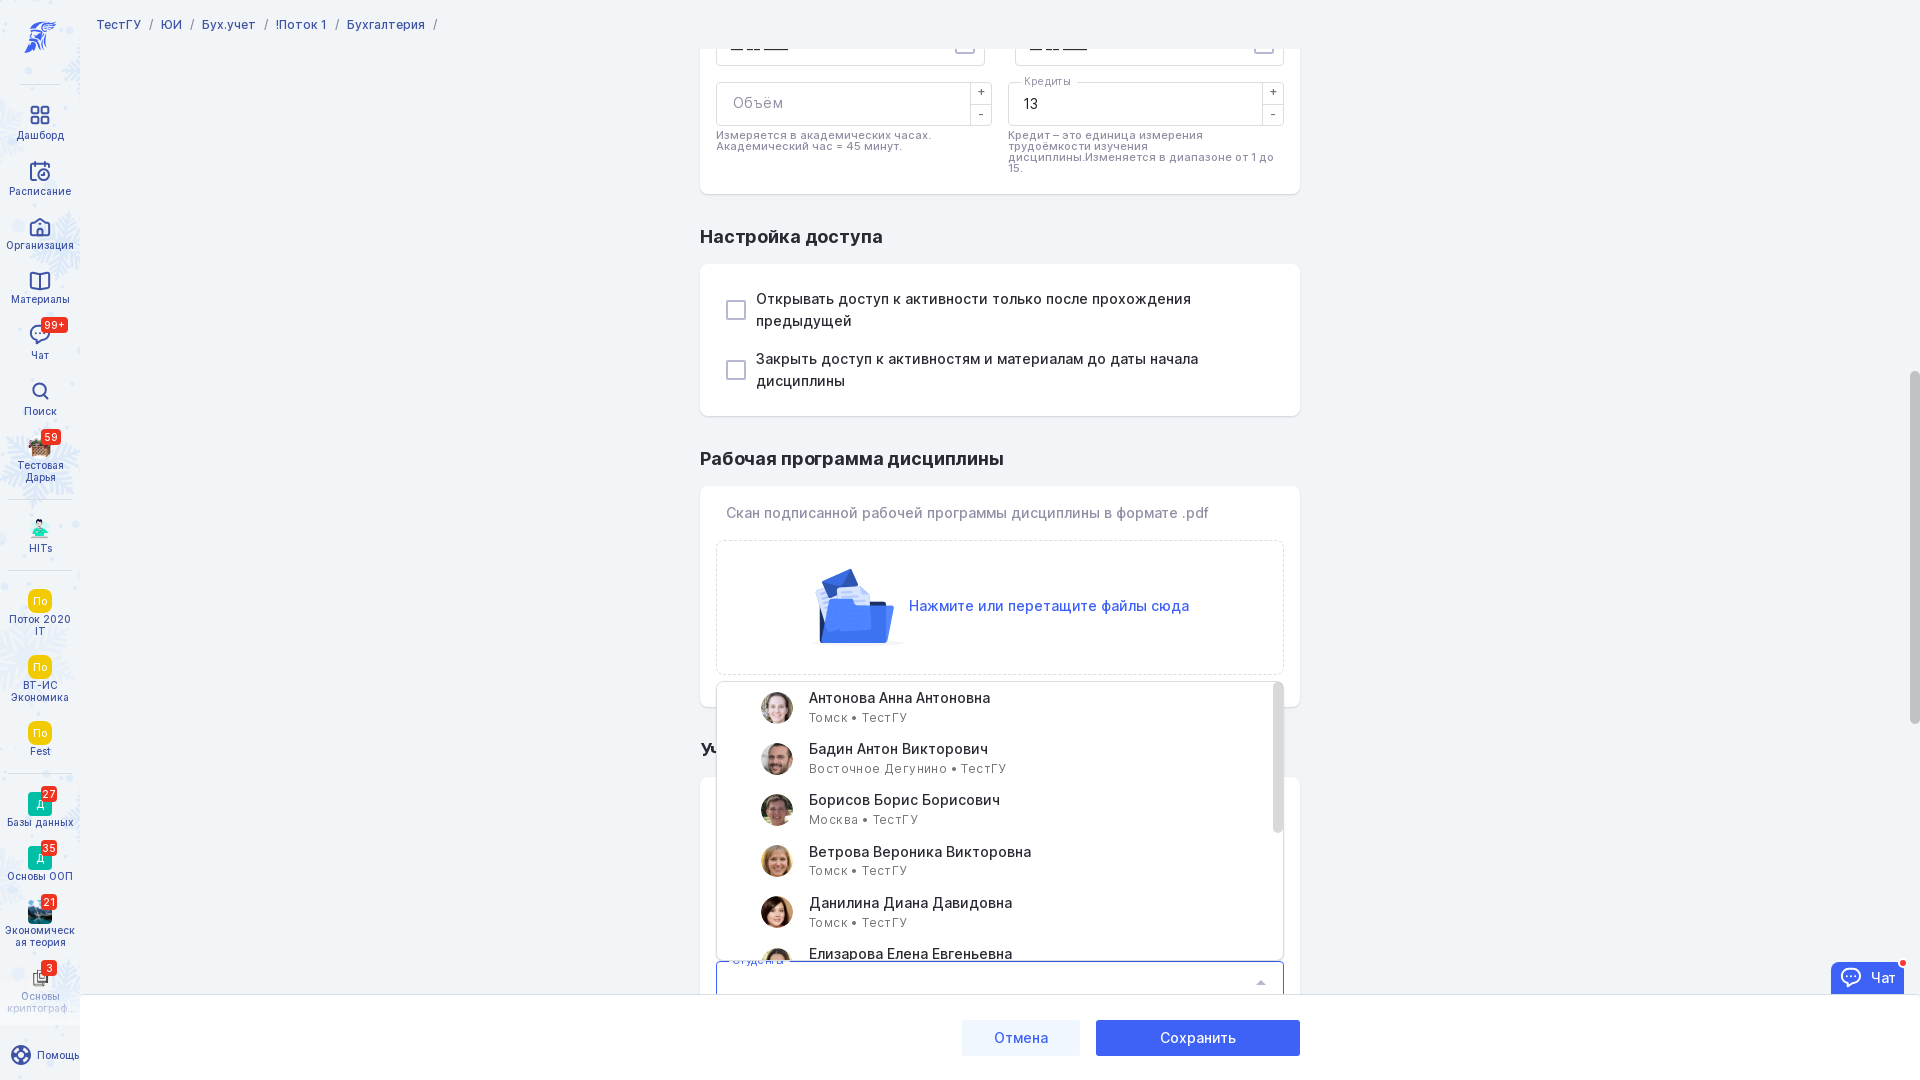 ТестГУ / ЮИ / Бух.учет / !Поток 1 / Бухгалтерия /
Дашборд
Расписание
Организация
Материалы
99+
Чат
Поиск
59
Тестовая
Дарья
HITs
По
Поток 2020
IT
По
ВТ-ИС
Экономика
По
Fest
27
Д
Базы данных
35
Д
Основы ООП
21
Экономическ
ая теория
3
Основы
криптограф...
Помощь
Объём
+
-
Измеряется в академических часах.
Академический час = 45 минут.
Кредиты
13
+
-
Кредит – это единица измерения
трудоёмкости изучения
дисциплины.Изменяется в диапазоне от 1 до
15.
Настройка доступа
Открывать доступ к активности только после прохождения
предыдущей
Закрыть доступ к активностям и материалам до даты начала
дисциплины
Рабочая программа дисциплины
Скан подписанной рабочей программы дисциплины в формате .pdf
Нажмите или перетащите файлы сюда
Антонова Анна Антоновна
Томск • ТестГУ
Бадин Антон Викторович
Восточное Дегунино • ТестГУ
Борисов Борис Борисович
Москва • ТестГУ
Ветрова Вероника Викторовна
Томск • ТестГУ
Данилина Диана Давидовна
Томск • ТестГУ
Елизарова Елена Евгеньевна
Студенты
Чат
Отмена
Сохранить